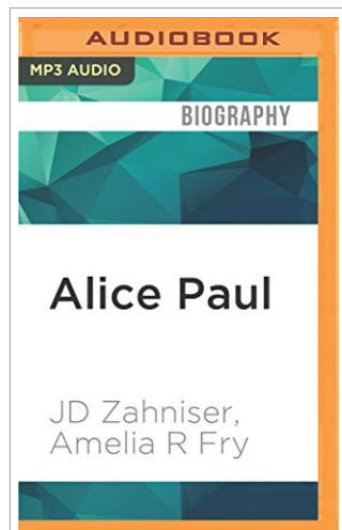 AUDIOBOOK
MP3 AUDIO
BIOGRAPHY
Alice Paul
JD Zahniser,
Amelia R Fry